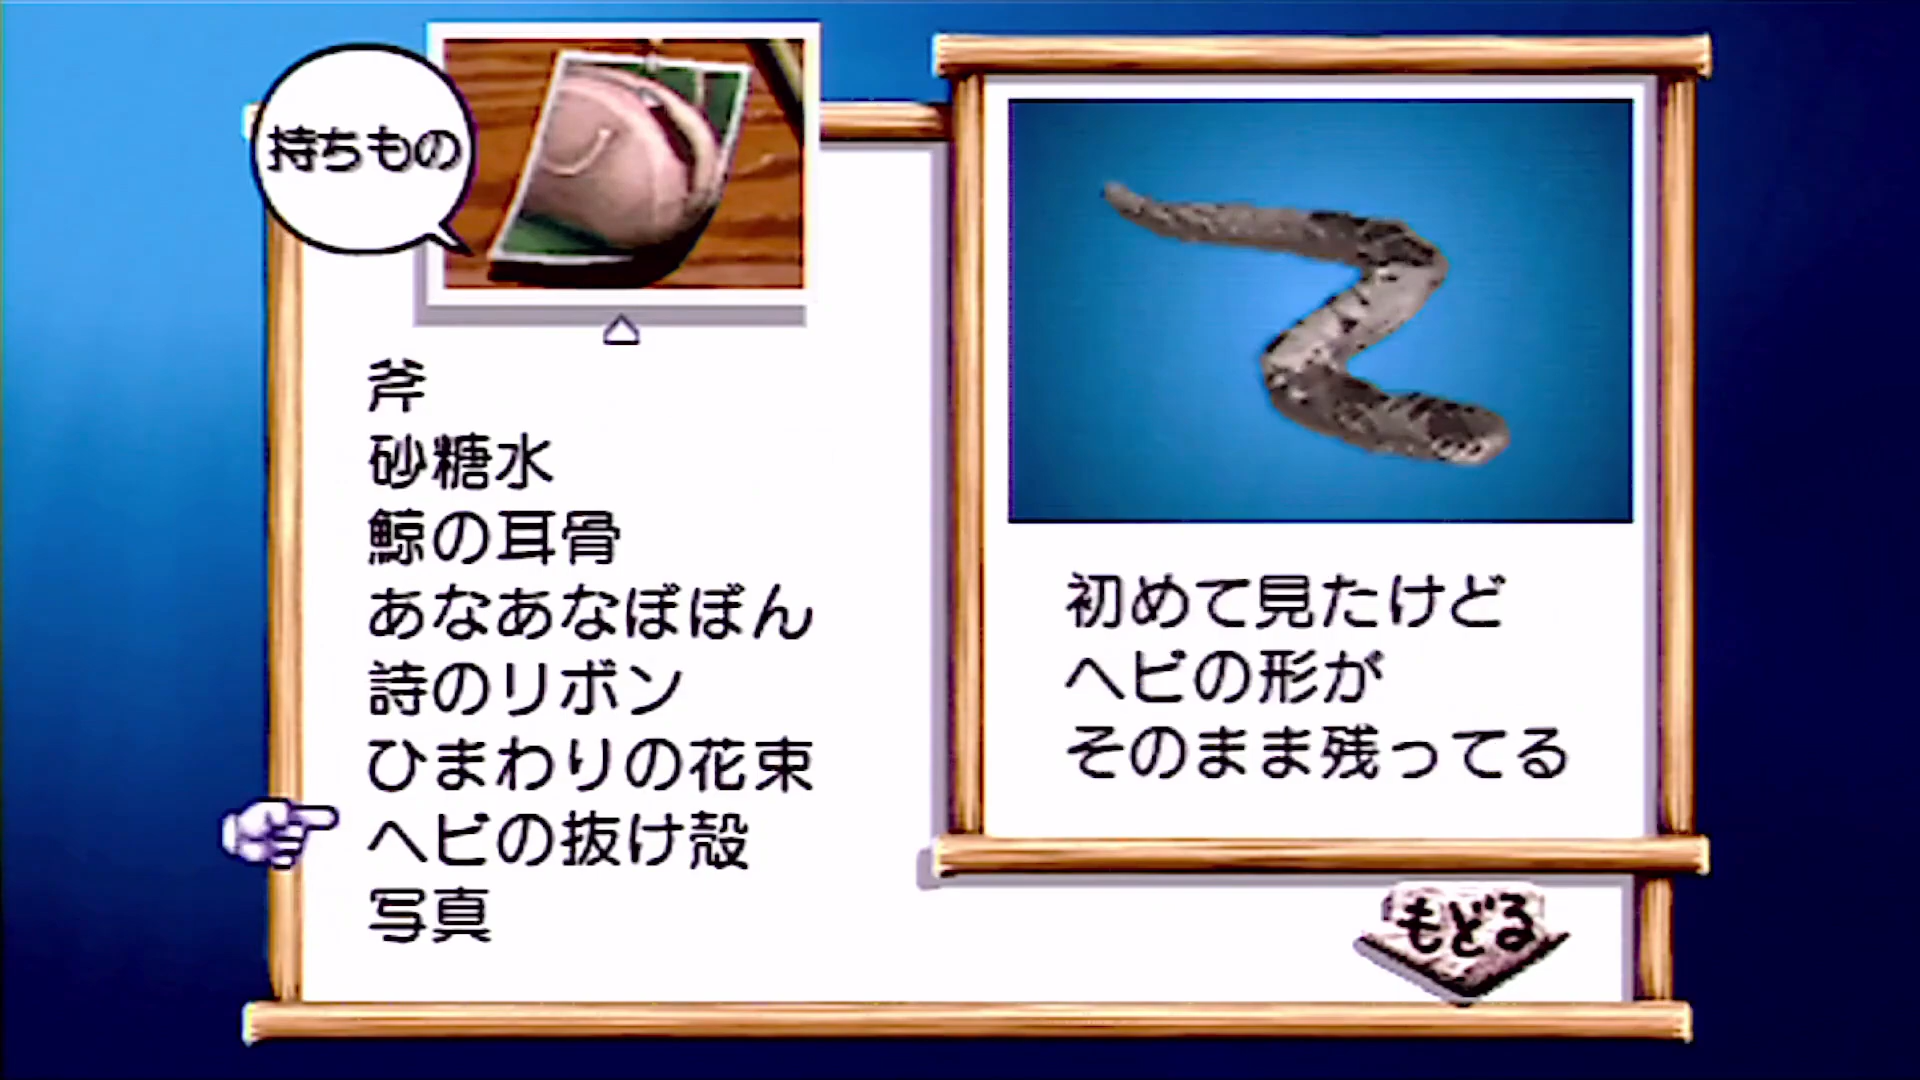 持ちもの
斧
砂糖水
鯨の耳骨
あなあなぼぼん
詩のリボン
ひまわりの花束
ヘビの抜け殻
写真
初めて見たけど
ヘビの形が
そのまま残ってる
もどる